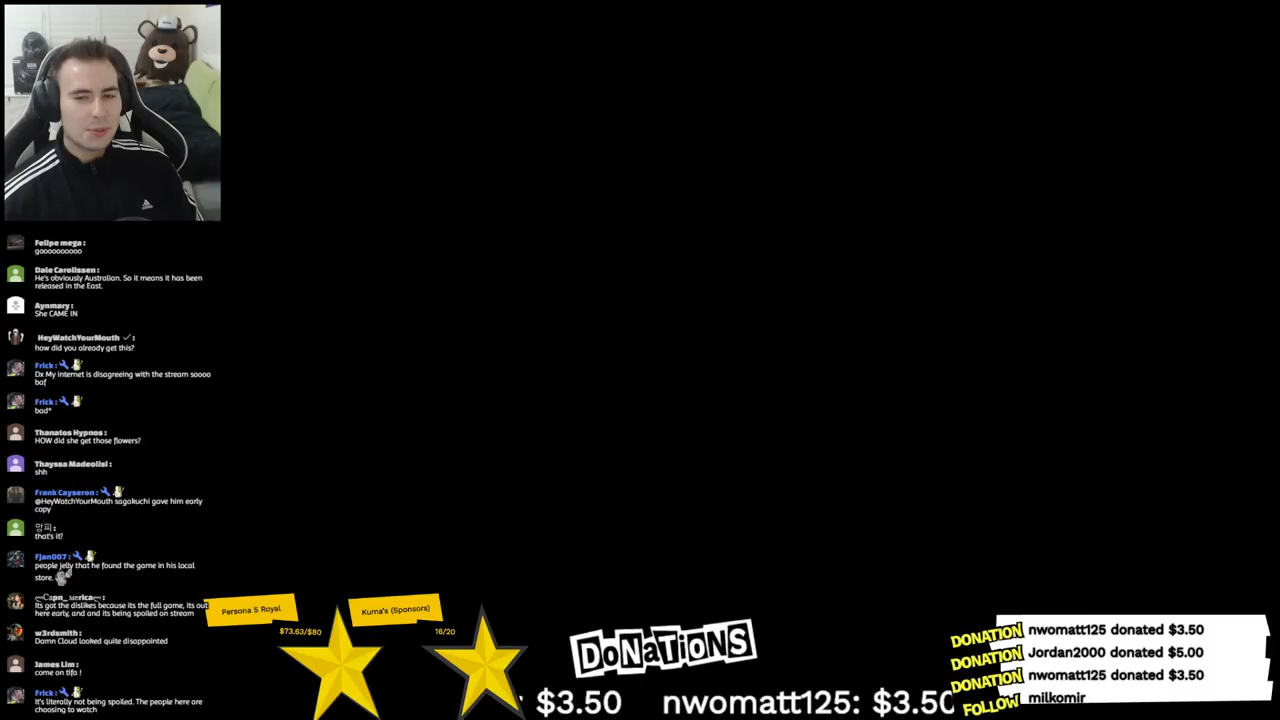 Felipe mega :
goooooooooo
Dale Carolissen :
He's obviously Australian. So it means it has been
released in the East.
Aynmary :
She CAME IN
HeyWatchYourMouth ✓ :
how did you already get this?
Frick :
Dx My internet is disagreeing with the stream soooo
baf
Frick :
bad*
Thanatos Hypnos :
HOW did she get those flowers?
Thayssa Madeolisi :
shh
Frank Cayseron :
@HeyWatchYourMouth sagakuchi gave him early
copy
망피 :
that's it?
Fjan007 :
people jelly that he found the game in his local
store.
Its got the dislikes because its the full game, its out
here early, and and its being spoiled on stream
w3rdsmith :
Damn Cloud looked quite disappointed
James Lim :
come on tifa !
Frick :
It's literally not being spoiled. The people here are
choosing to watch
Persona 5 Royal
$73.63/$80
Kuma's (Sponsors)
16/20
DoNaTiONS
: $3.50 nwomatt125: $3.50
DONATION nwomatt125 donated $3.50
DONATION Jordan2000 donated $5.00
DONATION nwomatt125 donated $3.50
FOLLOW milkomir